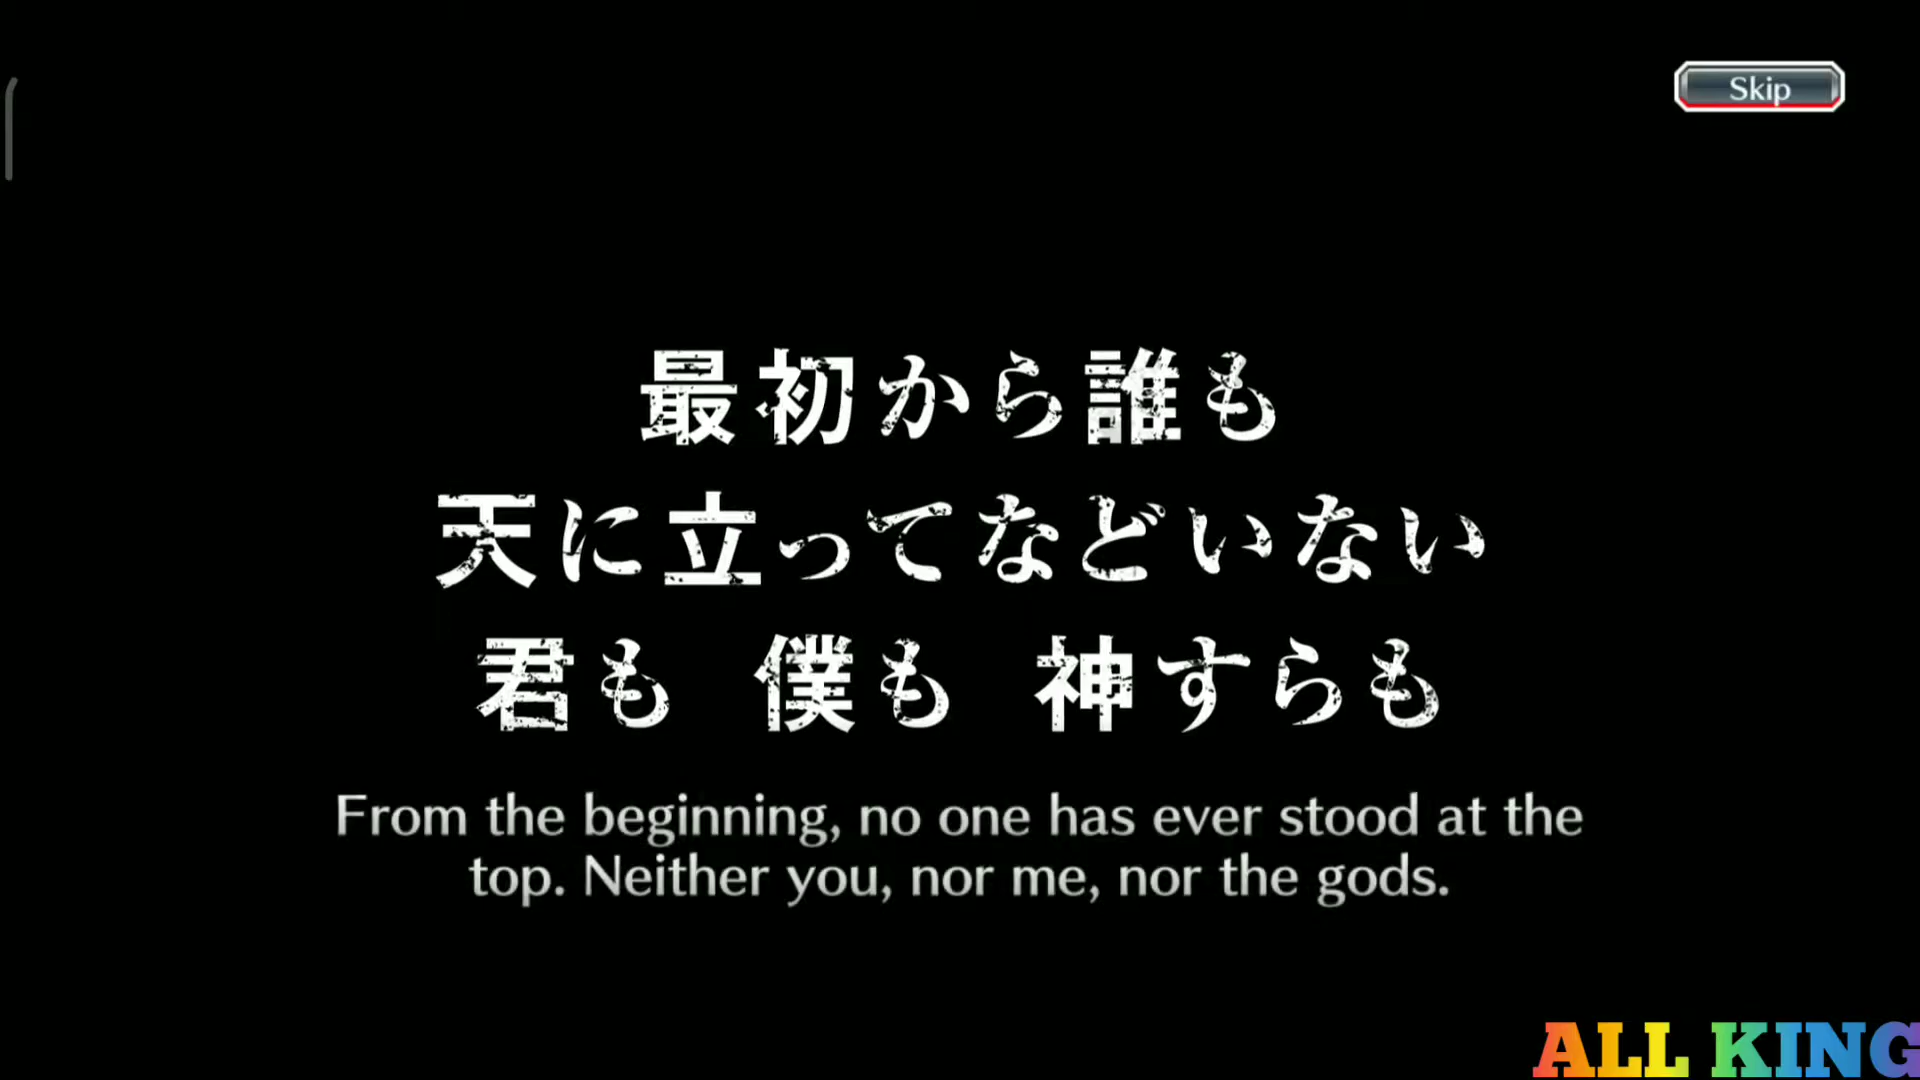 Skip
最初から誰も
天に立ってなどいない
君も 僕も 神すらも
From the beginning, no one has ever stood at the
top. Neither you, nor me, nor the gods.
ALL KING